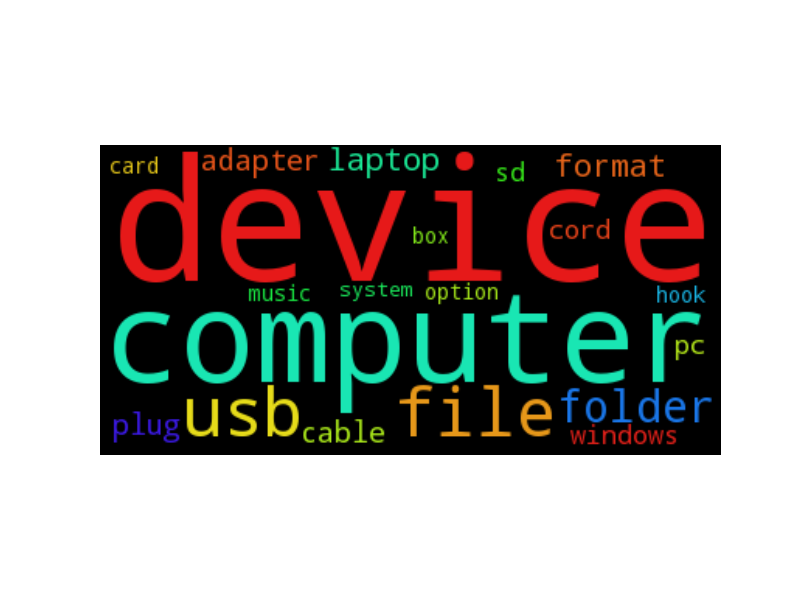 card adapter laptop sd format
device
box cord
music system option hook
computer
pc
usb file folder
plug cable windows